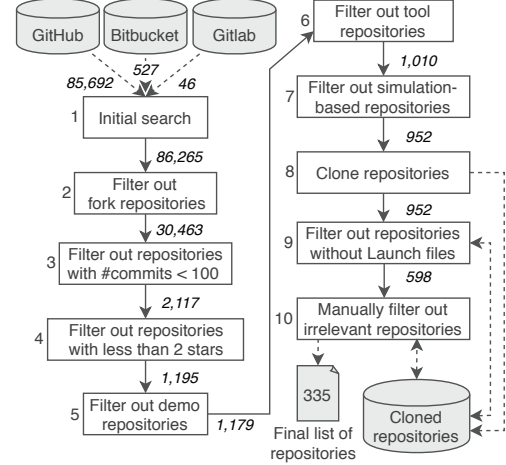 GitHub
Bitbucket
Gitlab
85,692
527
46
1
Initial search
86,265
2
Filter out
fork repositories
30,463
3
Filter out repositories
with #commits < 100
2,117
4
Filter out repositories
with less than 2 stars
1,195
5
Filter out demo
repositories
1,179
6
Filter out tool
repositories
1,010
7
Filter out simulation-
based repositories
952
8
Clone repositories
952
9
Filter out repositories
without Launch files
598
10
Manually filter out
irrelevant repositories
335
Final list of
repositories
Cloned
repositories